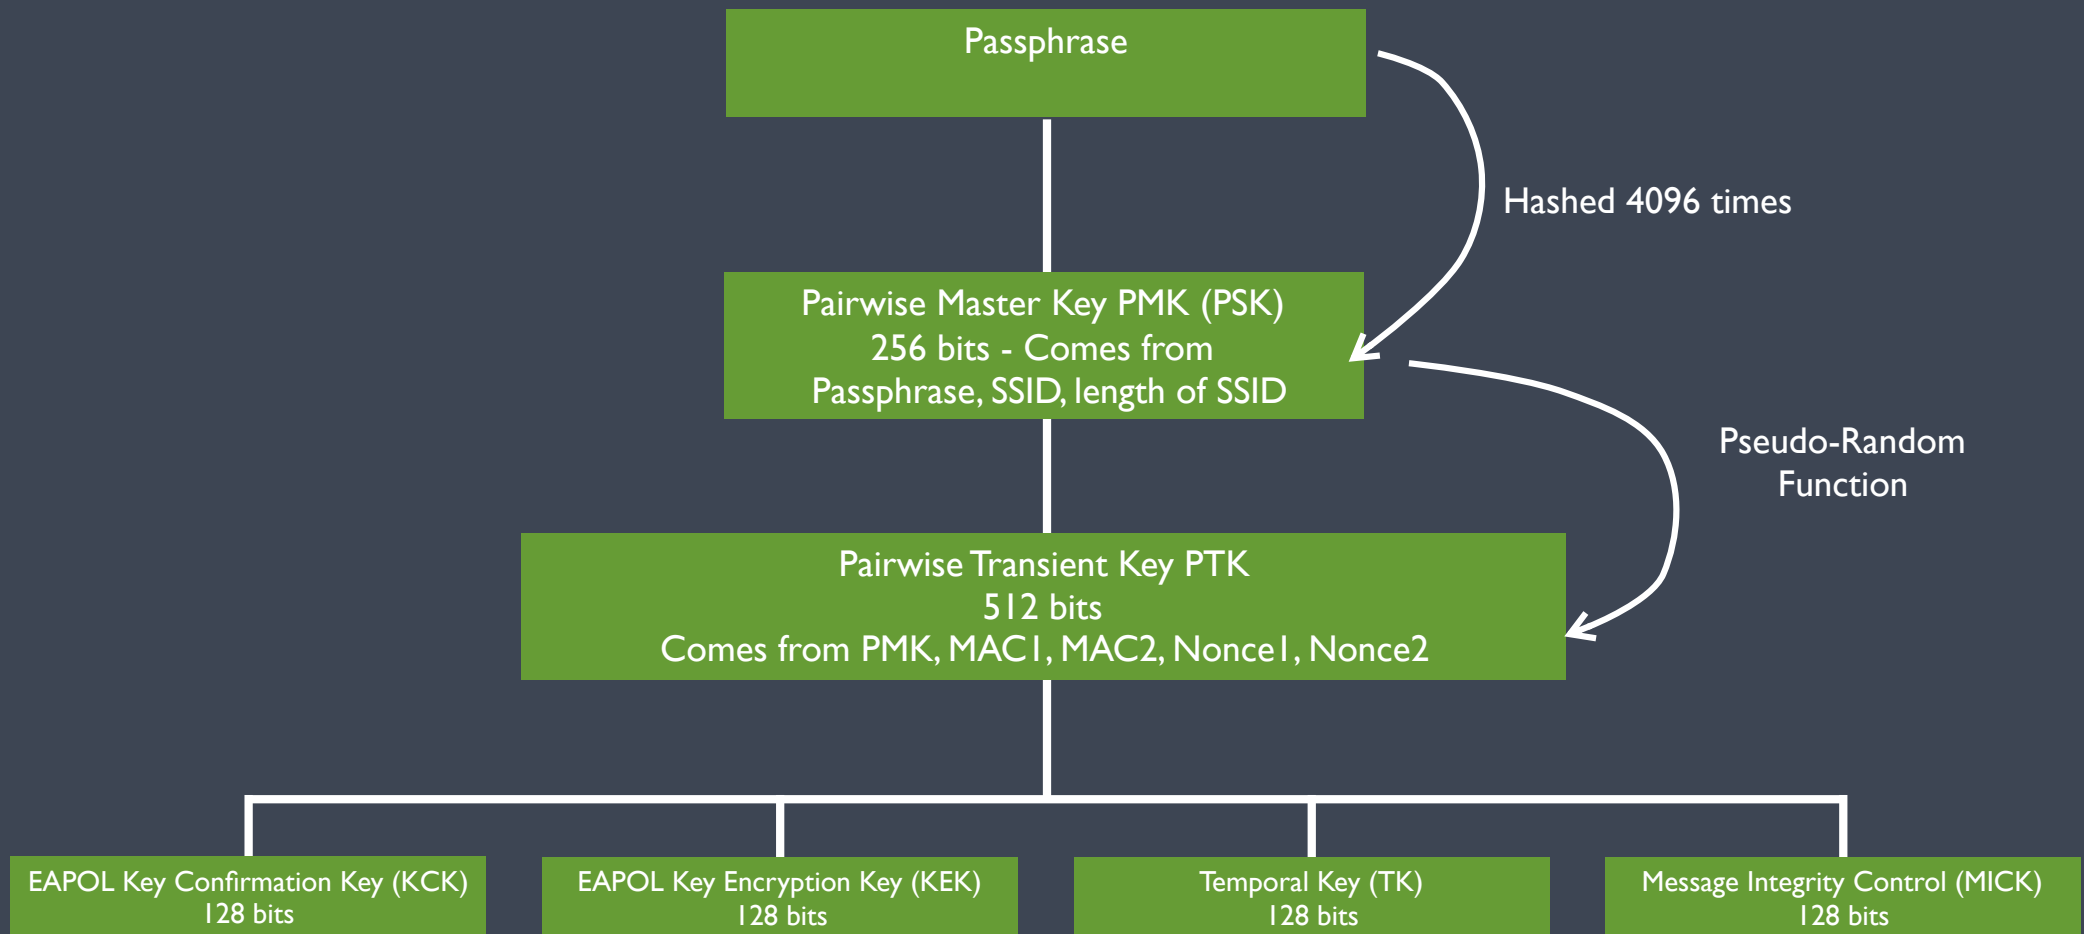 Passphrase
Hashed 4096 times
Pairwise Master Key PMK (PSK)
256 bits - Comes from
Passphrase, SSID, length of SSID
Pseudo-Random
Function
Pairwise Transient Key PTK
512 bits
Comes from PMK, MAC1, MAC2, Nonce1, Nonce2
EAPOL Key Confirmation Key (KCK)
128 bits
EAPOL Key Encryption Key (KEK)
128 bits
Temporal Key (TK)
128 bits
Message Integrity Control (MICK)
128 bits